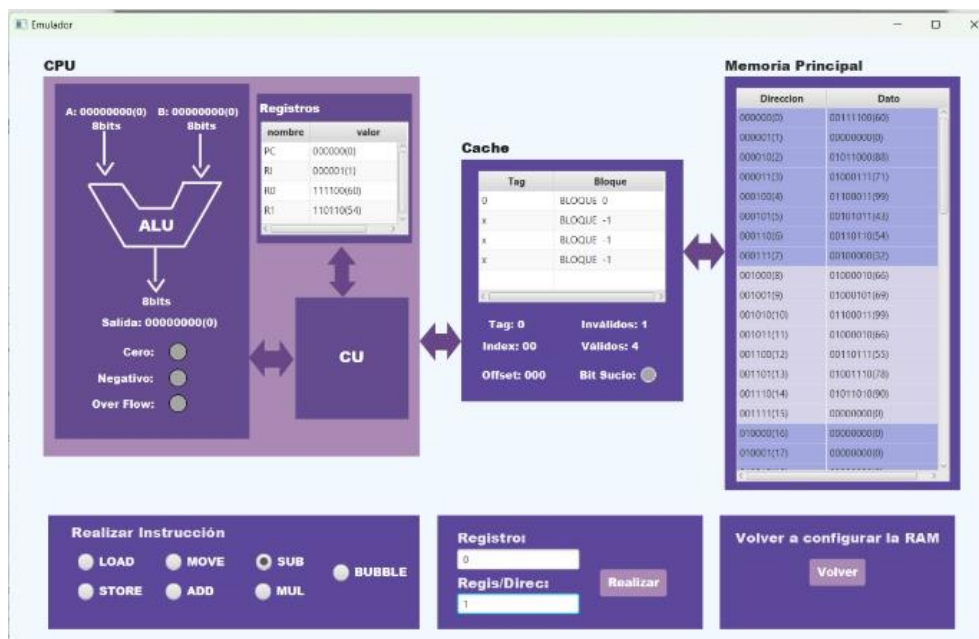 Emulador
CPU
A: 00000000(0) B: 00000000(0)
8bits 8bits
ALU
8bits
Salida: 00000000(0)
Cero:
Negativo:
Over Flow:
Registros
nombre valor
PC 000000(0)
RI 000001(1)
R0 111100(60)
R1 110110(54)
CU
Cache
Tag Bloque
0 BLOQUE 0
x BLOQUE -1
x BLOQUE -1
x BLOQUE -1
Tag: 0 Inválidos: 1
Index: 00 Válidos: 4
Offset: 000 Bit Sucio:
Memoria Principal
Direccion Dato
000000(0) 00111100(60)
000001(1) 00000000(0)
000010(2) 01011000(88)
000011(3) 01000111(71)
000100(4) 01100011(99)
000101(5) 00101011(43)
000110(6) 00110110(54)
000111(7) 00100000(32)
001000(8) 01000010(66)
001001(9) 01000101(69)
001010(10) 01100011(99)
001011(11) 01000010(66)
001100(12) 00110111(55)
001101(13) 01001110(78)
001110(14) 01011010(90)
001111(15) 00000000(0)
010000(16) 00000000(0)
010001(17) 00000000(0)
Realizar Instrucción
LOAD MOVE SUB BUBBLE
STORE ADD MUL
Registro:
0
Regis/Direc:
1
Realizar
Volver a configurar la RAM
Volver